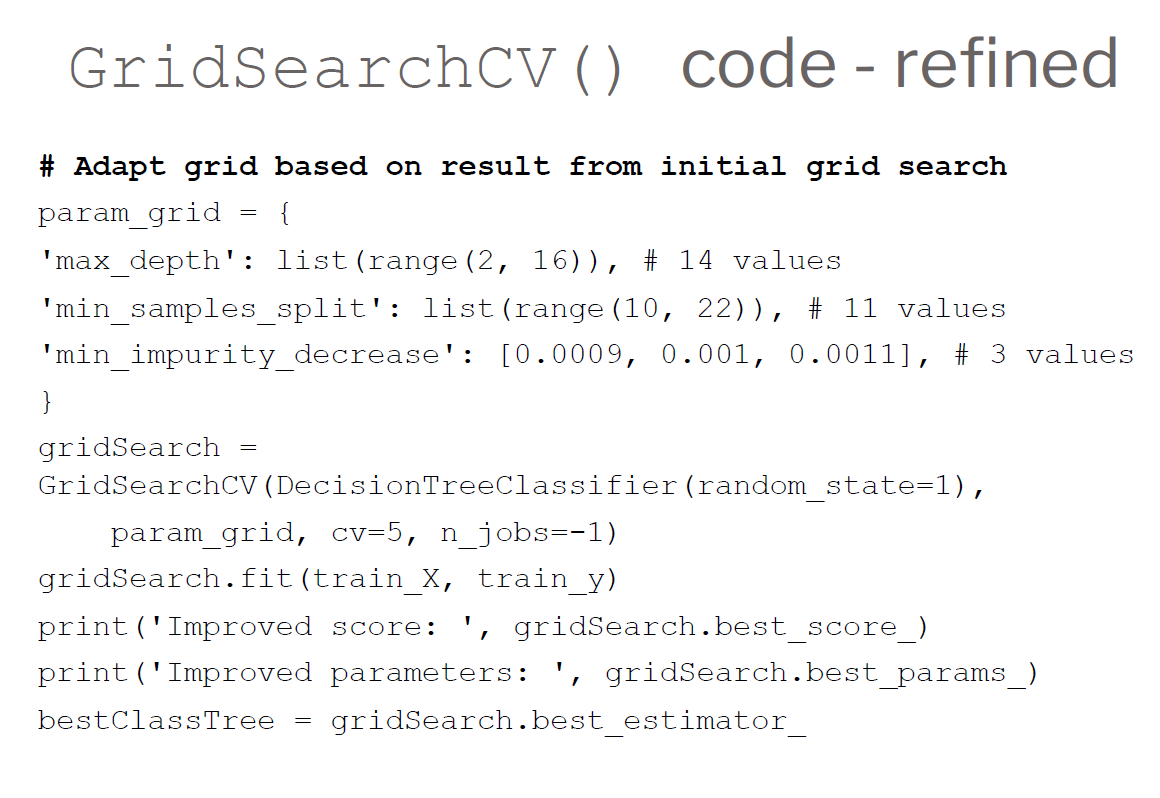 GridSearchCV() code - refined
# Adapt grid based on result from initial grid search
param_grid = {
'max_depth': list(range(2, 16)), # 14 values
'min_samples_split': list(range(10, 22)), # 11 values
'min_impurity_decrease': [0.0009, 0.001, 0.0011], # 3 values
}
gridSearch =
GridSearchCV(DecisionTreeClassifier(random_state=1),
    param_grid, cv=5, n_jobs=-1)
gridSearch.fit(train_X, train_y)
print('Improved score: ', gridSearch.best_score_)
print('Improved parameters: ', gridSearch.best_params_)
bestClassTree = gridSearch.best_estimator_